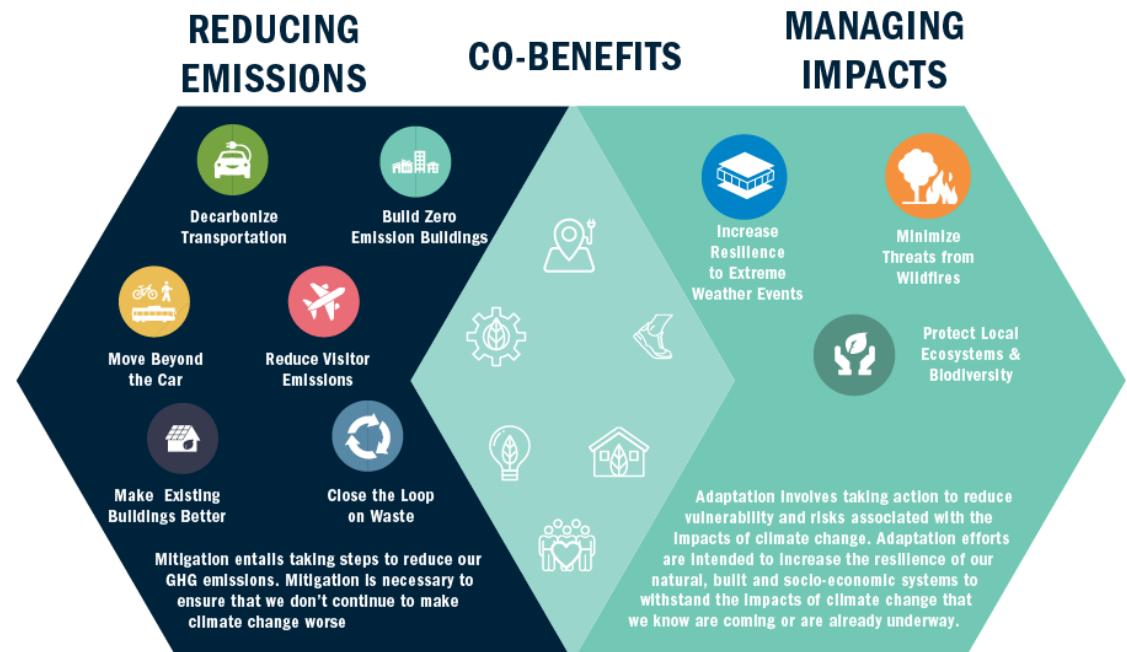 REDUCING
EMISSIONS
CO-BENEFITS
MANAGING
IMPACTS
Decarbonize
Transportation
Build Zero
Emission Buildings
Move Beyond
the Car
Reduce Visitor
Emissions
Make Existing
Buildings Better
Close the Loop
on Waste
Mitigation entails taking steps to reduce our
GHG emissions. Mitigation is necessary to
ensure that we don't continue to make
climate change worse
Increase
Resilience
to Extreme
Weather Events
Minimize
Threats from
Wildfires
Protect Local
Ecosystems &
Biodiversity
Adaptation involves taking action to reduce
vulnerability and risks associated with the
impacts of climate change. Adaptation efforts
are intended to increase the resilience of our
natural, built and socio-economic systems to
withstand the impacts of climate change that
we know are coming or are already underway.